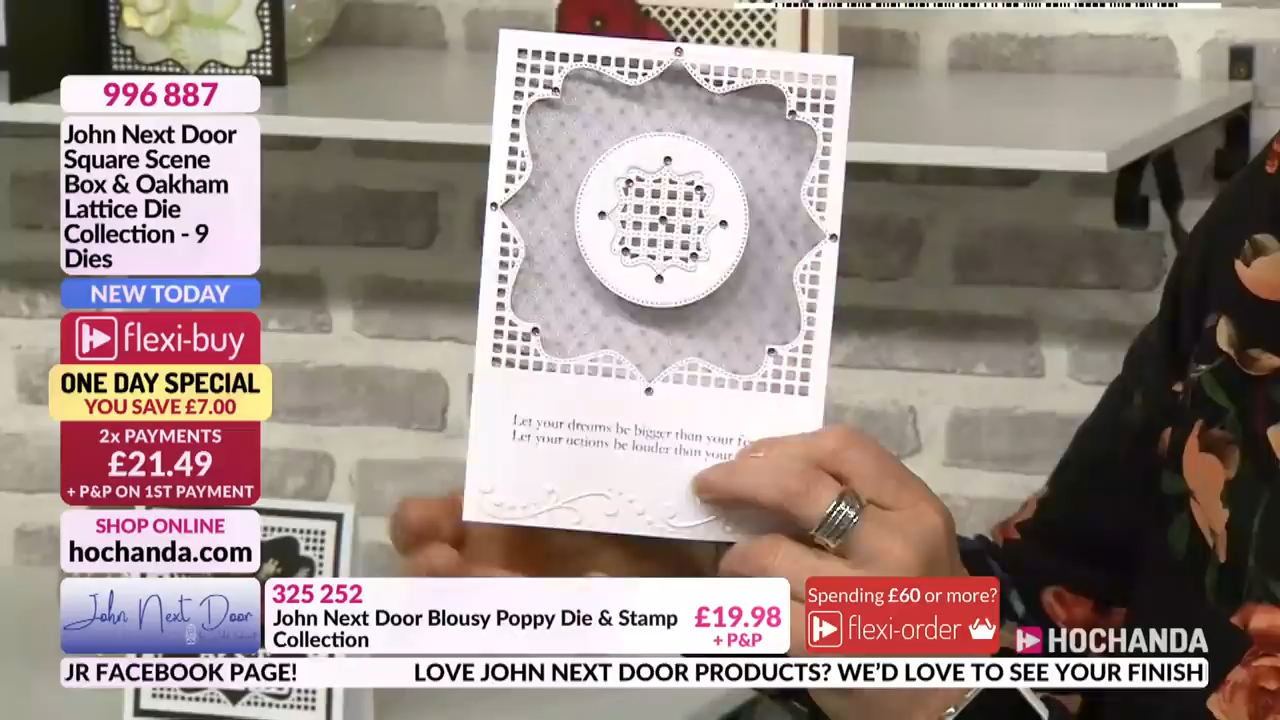 996 887
John Next Door
Square Scene
Box & Oakham
Lattice Die
Collection - 9
Dies
NEW TODAY
flexi-buy
ONE DAY SPECIAL
YOU SAVE £7.00
2x PAYMENTS
£21.49
+ P&P ON 1ST PAYMENT
SHOP ONLINE
hochanda.com
Let your dreams be bigger than your
Let your actions be louder than your
John Next Door
325 252
John Next Door Blousy Poppy Die & Stamp
Collection
£19.98
+ P&P
Spending £60 or more?
flexi-order
HOCHANDA
JR FACEBOOK PAGE! LOVE JOHN NEXT DOOR PRODUCTS? WE'D LOVE TO SEE YOUR FINISH